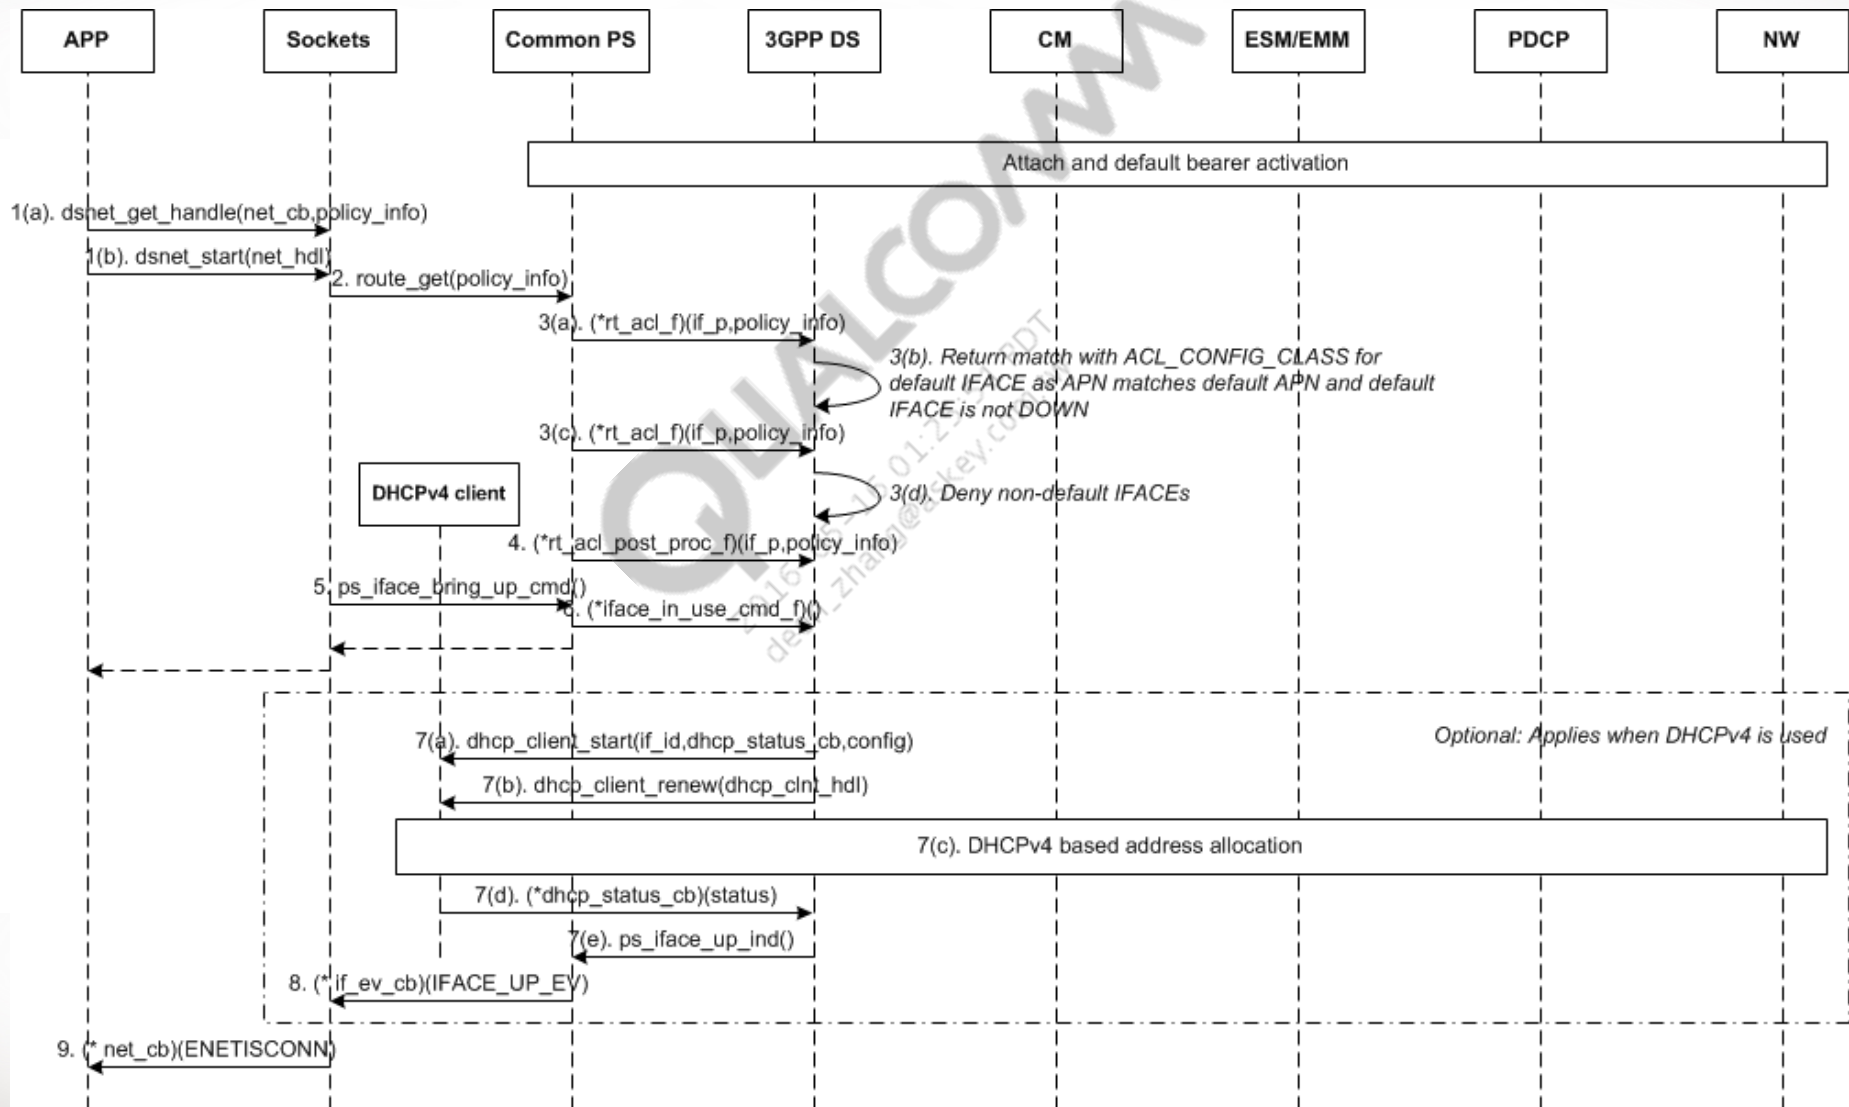 APP
Sockets
Common PS
3GPP DS
CM
ESM/EMM
PDCP
NW
Attach and default bearer activation
1(a). dsnet_get_handle(net_cb,policy_info)
1(b). dsnet_start(net_hdl)
2. route_get(policy_info)
3(a). (*rt_acl_f)(if_p,policy_info)
3(b). Return match with ACL_CONFIG_CLASS for
default IFACE as APN matches default APN and default
IFACE is not DOWN
3(c). (*rt_acl_f)(if_p,policy_info)
DHCPv4 client
3(d). Deny non-default IFACEs
4. (*rt_acl_post_proc_f)(if_p,policy_info)
5. ps_iface_bring_up_cmd()
6. (*iface_in_use_cmd_f)()
Optional: Applies when DHCPv4 is used
7(a). dhcp_client_start(if_id,dhcp_status_cb,config)
7(b). dhcp_client_renew(dhcp_clnt_hdl)
7(c). DHCPv4 based address allocation
7(d). (*dhcp_status_cb)(status)
7(e). ps_iface_up_ind()
8. (* if_ev_cb)(IFACE_UP_EV)
9. (* net_cb)(ENETISCONN)
QUALCOMM